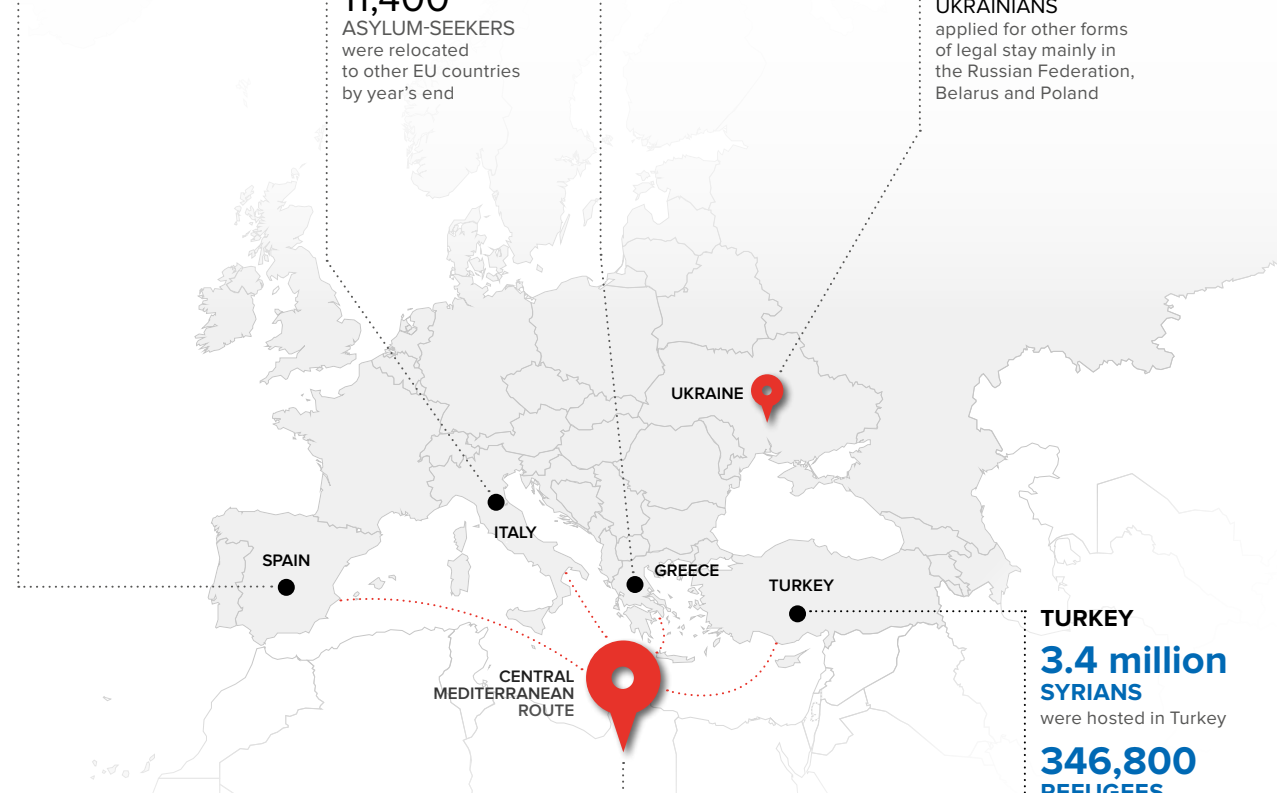 11,400
ASYLUM-SEEKERS
were relocated
to other EU countries
by year's end
UKRAINIANS
applied for other forms
of legal stay mainly in
the Russian Federation,
Belarus and Poland
UKRAINE
ITALY
SPAIN
GREECE
TURKEY
CENTRAL
MEDITERRANEAN
ROUTE
TURKEY
3.4 million
SYRIANS
were hosted in Turkey
346,800
REFUGEES